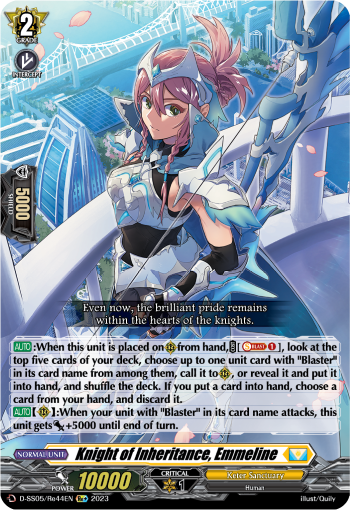 2
GRADE
INTERCEPT
5000
SHIELD
Even now, the brilliant pride remains
within the hearts of the knights.
AUTO:When this unit is placed on from hand,[BLAST 1], look at the
top five cards of your deck, choose up to one unit card with "Blaster"
in its card name from among them, call it to , or reveal it and put it
into hand, and shuffle the deck. If you put a card into hand, choose a
card from your hand, and discard it.
AUTO【 】:When your unit with "Blaster" in its card name attacks, this
unit gets +5000 until end of turn.
NORMAL UNIT Knight of Inheritance, Emmeline
POWER 10000 CRITICAL 1 Keter Sanctuary
Human
D-SS05/Re44EN 2023 illust/Quily